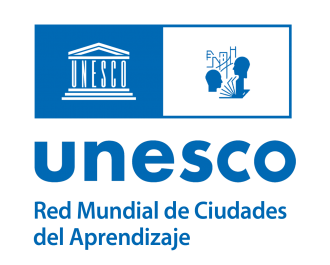 UNESCO
unesco
Red Mundial de Ciudades
del Aprendizaje